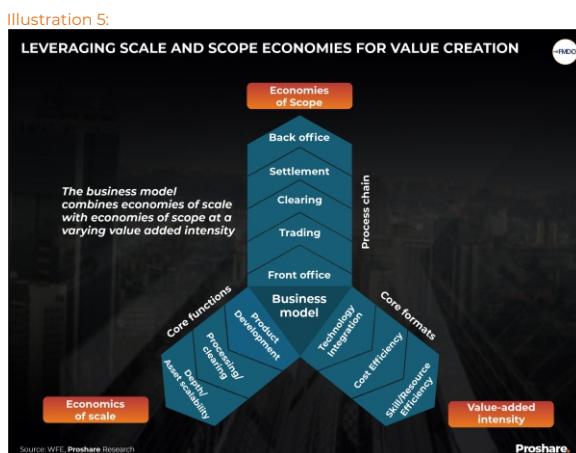 Illustration 5:
LEVERAGING SCALE AND SCOPE ECONOMIES FOR VALUE CREATION
FMDQ
Economies
of Scope
Back office
Settlement
Clearing
Trading
Front office
Process chain
The business model
combines economies of scale
with economies of scope at a
varying value added intensity
Business
model
Core functions
Product
Development
Processing/
clearing
Depth/
Asset scalability
Core formats
Technology
Integration
Cost Efficiency
Skill/Resource
Efficiency
Economics
of scale
Value-added
intensity
Source: WFE, Proshare Research
Proshare.